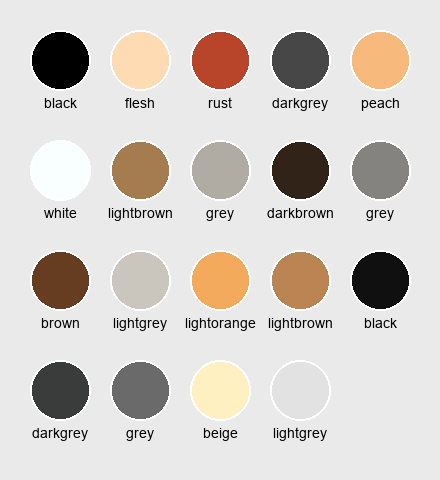 black flesh rust darkgrey peach
white lightbrown grey darkbrown grey
brown lightgrey lightorange lightbrown black
darkgrey grey beige lightgrey